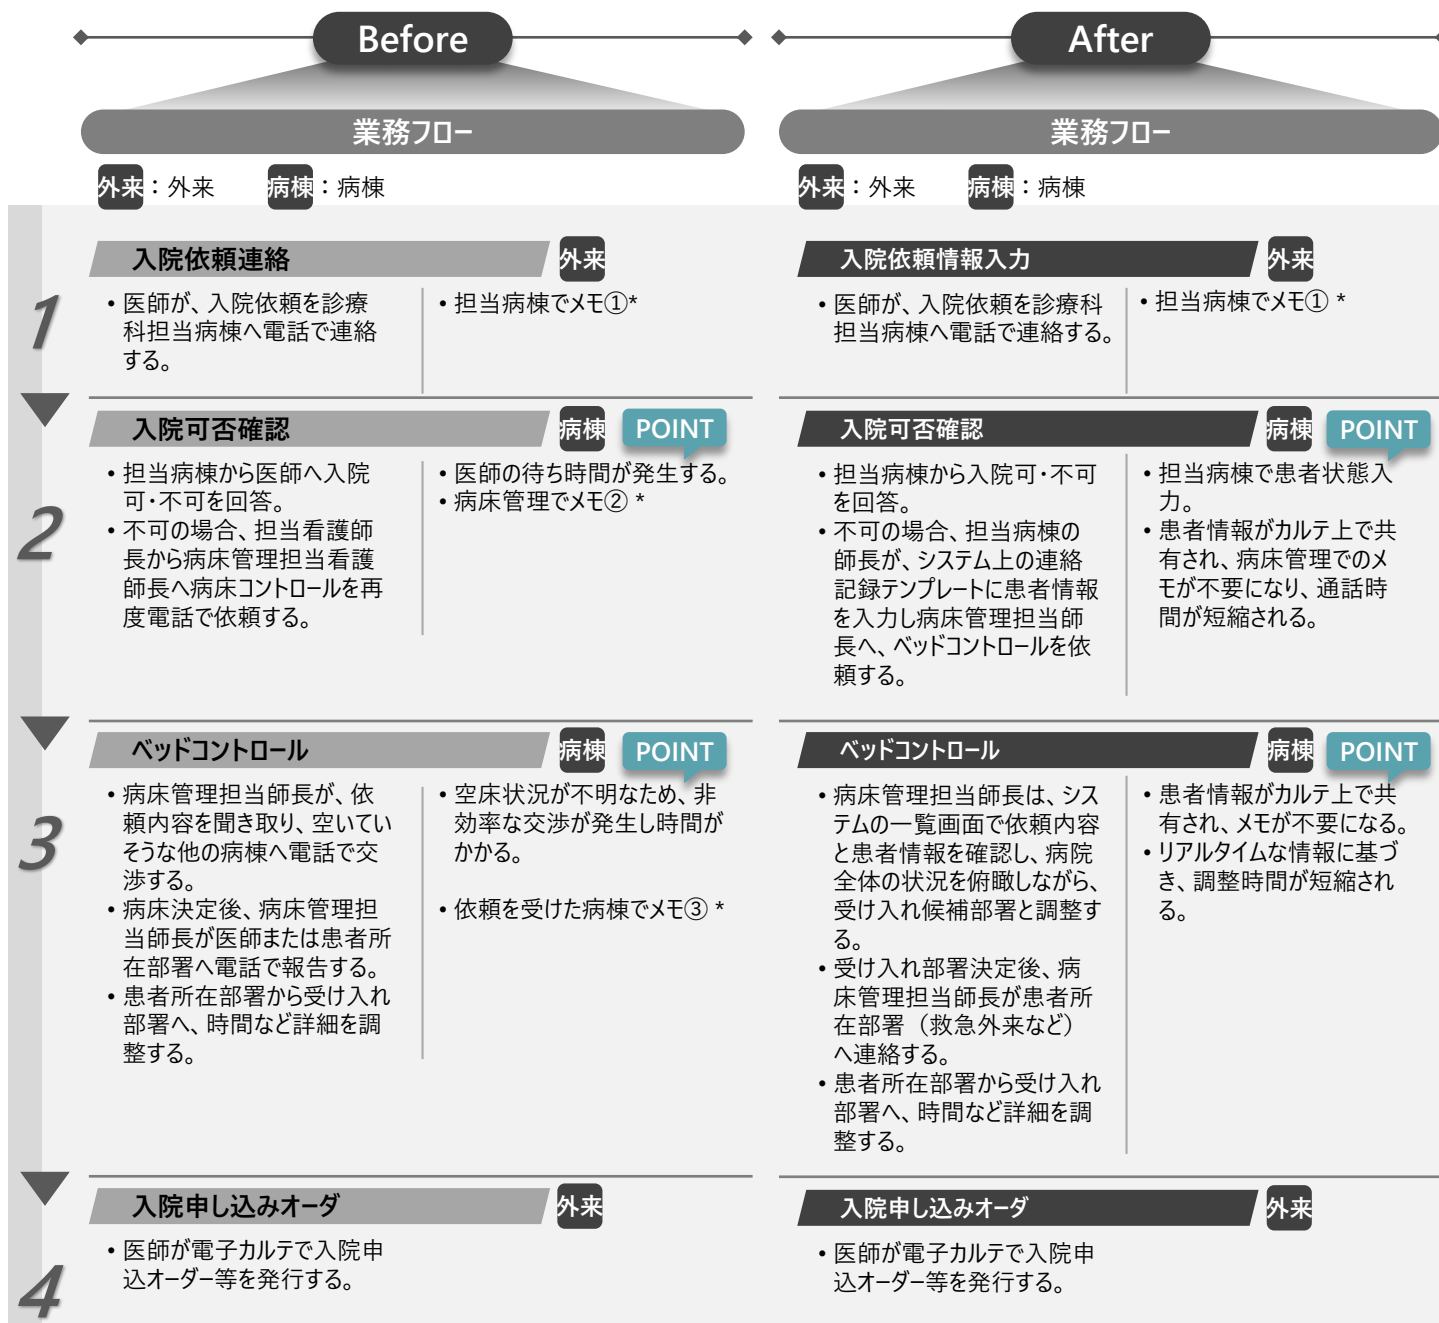 Before
業務フロー
外来：外来
病棟：病棟
After
業務フロー
外来：外来
病棟：病棟
1
入院依頼連絡
外来
• 医師が、入院依頼を診療
科担当病棟へ電話で連絡
する。
• 担当病棟でメモ①*
入院依頼情報入力
外来
• 医師が、入院依頼を診療科
担当病棟へ電話で連絡する。
• 担当病棟でメモ① *
2
入院可否確認
病棟
POINT
• 担当病棟から医師へ入院
可・不可を回答。
• 不可の場合、担当看護師
長から病床管理担当看護
師長へ病床コントロールを再
度電話で依頼する。
• 医師の待ち時間が発生する。
• 病床管理でメモ② *
入院可否確認
病棟
POINT
• 担当病棟から入院可・不可
を回答。
• 不可の場合、担当病棟の
師長が、システム上の連絡
記録テンプレートに患者情報
を入力し病床管理担当師
長へ、ベッドコントロールを依
頼する。
• 担当病棟で患者状態入
力。
• 患者情報がカルテ上で共
有され、病床管理でのメ
モが不要になり、通話時
間が短縮される。
3
ベッドコントロール
病棟
POINT
• 病床管理担当師長が、依
頼内容を聞き取り、空いてい
そうな他の病棟へ電話で交
渉する。
• 病床決定後、病床管理担
当師長が医師または患者所
在部署へ電話で報告する。
• 患者所在部署から受け入れ
部署へ、時間など詳細を調
整する。
• 空床状況が不明なため、非
効率な交渉が発生し時間が
かかる。
• 依頼を受けた病棟でメモ③ *
ベッドコントロール
病棟
POINT
• 病床管理担当師長は、シス
テムの一覧画面で依頼内容
と患者情報を確認し、病院
全体の状況を俯瞰しながら、
受け入れ候補部署と調整す
る。
• 受け入れ部署決定後、病
床管理担当師長が患者所
在部署（救急外来など）
へ連絡する。
• 患者所在部署から受け入れ
部署へ、時間など詳細を調
整する。
• 患者情報がカルテ上で共
有され、メモが不要になる。
• リアルタイムな情報に基づ
き、調整時間が短縮され
る。
4
入院申し込みオーダ
外来
• 医師が電子カルテで入院申
込オーダー等を発行する。
入院申し込みオーダ
外来
• 医師が電子カルテで入院申
込オーダー等を発行する。